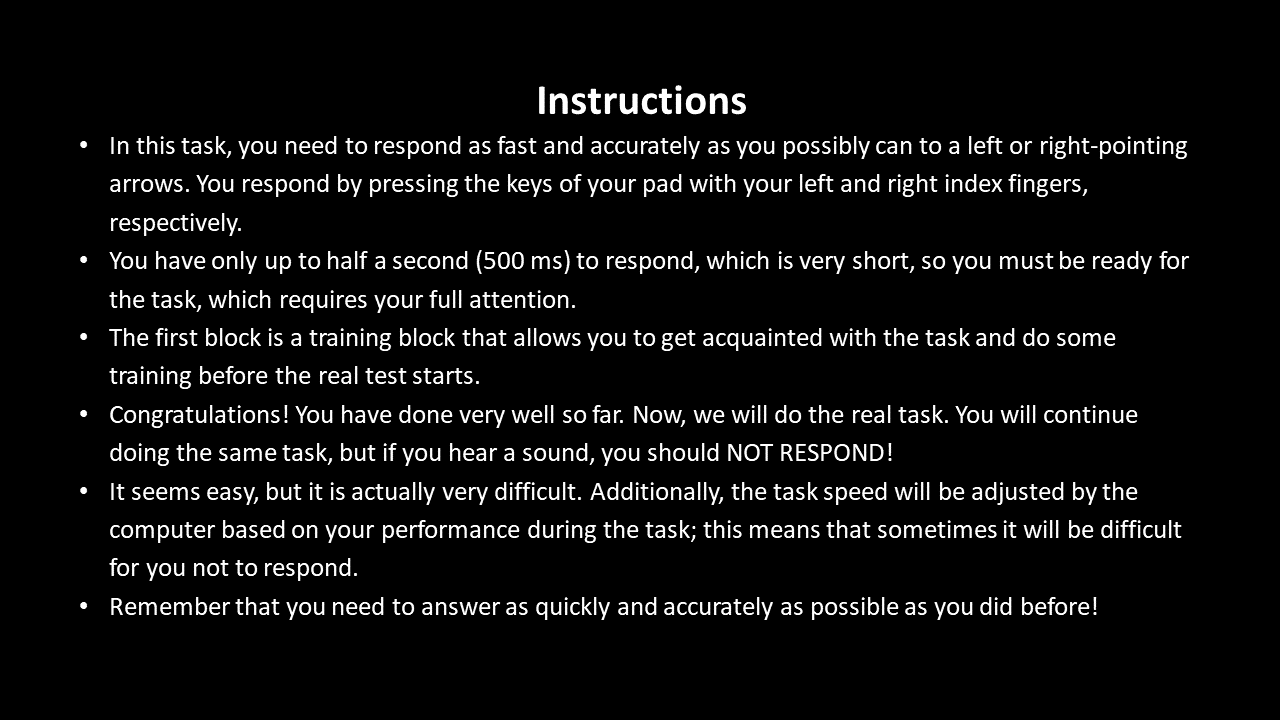 Instructions
• In this task, you need to respond as fast and accurately as you possibly can to a left or right-pointing
arrows. You respond by pressing the keys of your pad with your left and right index fingers,
respectively.
• You have only up to half a second (500 ms) to respond, which is very short, so you must be ready for
the task, which requires your full attention.
• The first block is a training block that allows you to get acquainted with the task and do some
training before the real test starts.
• Congratulations! You have done very well so far. Now, we will do the real task. You will continue
doing the same task, but if you hear a sound, you should NOT RESPOND!
• It seems easy, but it is actually very difficult. Additionally, the task speed will be adjusted by the
computer based on your performance during the task; this means that sometimes it will be difficult
for you not to respond.
• Remember that you need to answer as quickly and accurately as possible as you did before!